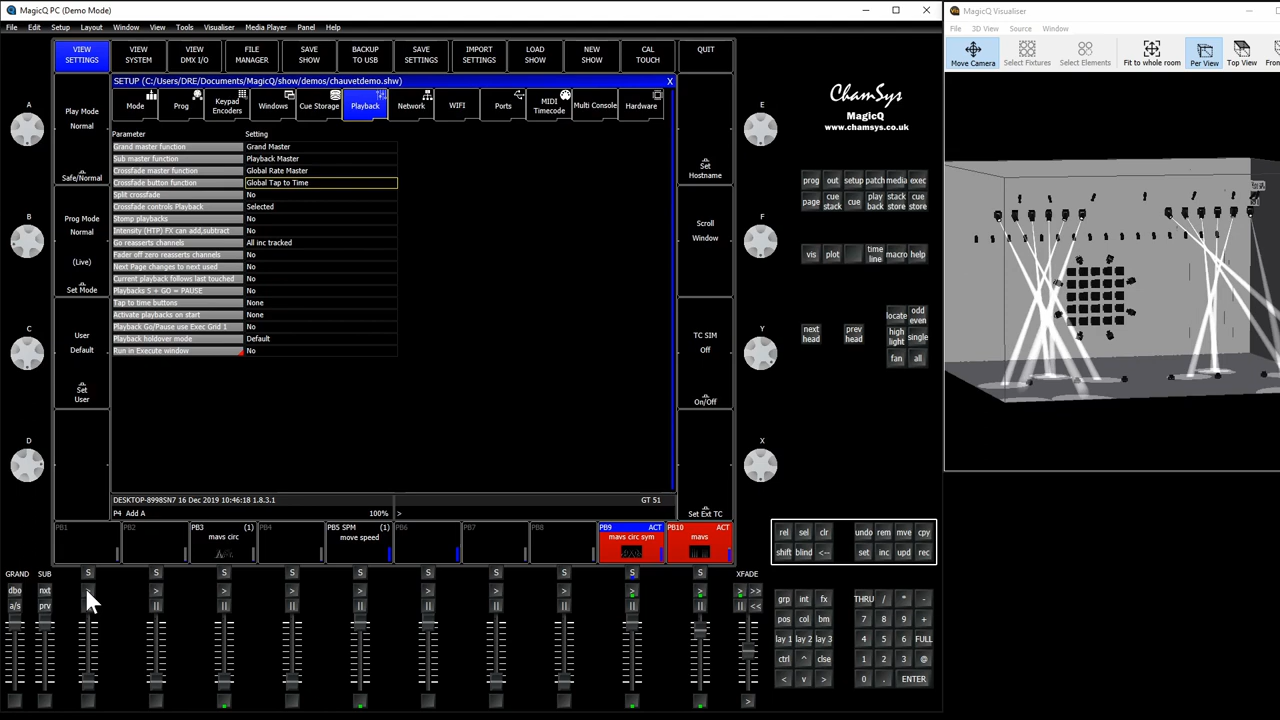 MagicQ PC (Demo Mode)
File Edit Setup Layout Window View Tools Visualiser Media Player Panel Help
VIEW SETTINGS
VIEW SYSTEM
VIEW DMX I/O
FILE MANAGER
SAVE SHOW
BACKUP TO USB
SAVE SETTINGS
IMPORT SETTINGS
LOAD SHOW
NEW SHOW
CAL TOUCH
QUIT
SETUP (C:/Users/DRE/Documents/MagicQ/show/demos/chauvetdemo.shw) X
Mode Prog Keypad Encoders Windows Cue Storage Playback Network WIFI Ports MIDI Timecode Multi Console Hardware
Parameter Setting
Grand master function Grand Master
Sub master function Playback Master
Crossfade master function Global Rate Master
Crossfade button function Global Tap to Time
Split crossfade No
Crossfade controls Playback Selected
Stomp playbacks No
Intensity (HTP) FX can add,subtract No
Go reasserts channels All inc tracked
Fader off zero reasserts channels No
Next Page changes to next used No
Current playback follows last touched No
Playbacks S + GO = PAUSE No
Tap to time buttons None
Activate playbacks on start None
Playback Go/Pause use Exec Grid 1 No
Playback holdover mode Default
Run in Execute window No
A
Play Mode
Normal
Safe/Normal
B
Prog Mode
Normal
(Live)
Set Mode
C
User
Default
Set
User
D
E
Set
Hostname
F
Scroll
Window
Y
TC SIM
Off
On/Off
X
Set Ext TC
DESKTOP-8998SN7 16 Dec 2019 10:46:18 1.8.3.1 GT 51
P4 Add A 100% >
PB1
PB2
PB3 (1)
mavs circ
PB4
PB5 SPM (1)
move speed
PB6
PB7
PB8
PB9 ACT
mavs circ sym
PB10 ACT
mavs
GRAND SUB S S S S S S S S S S XFADE
dbo nxt > > > > > > > > > > >>
a/s prv || || || || || || || || || || <<
>
ChamSys
MagicQ
www.chamsys.co.uk
prog out setup patch media exec
page cue stack cue play back stack store cue store
vis plot time line macro help
next head
prev head
locate odd even
high light single
fan all
rel sel clr undo rem mve cpy
shift blind <-- set inc upd rec
grp int fx THRU / * -
pos col bm 7 8 9 +
lay 1 lay 2 lay 3 4 5 6 FULL
ctrl ^ clse 1 2 3 @
< v > 0 . ENTER
MagicQ Visualiser
File 3D View Source Window
Move Camera
Select Fixtures
Select Elements
Fit to whole room
Per View
Top View
Fron